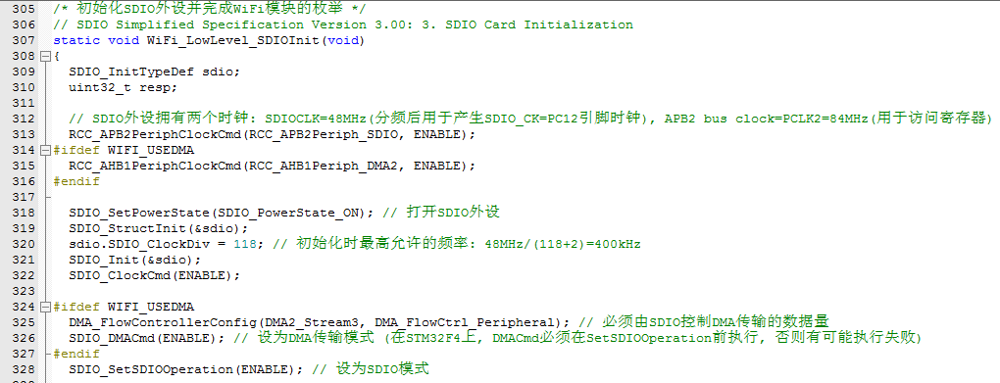 305 /* 初始化SDIO外设并完成WiFi模块的枚举 */
306 // SDIO Simplified Specification Version 3.00: 3. SDIO Card Initialization
307 static void WiFi_LowLevel_SDIOInit(void)
308 {
309 SDIO_InitTypeDef sdio;
310 uint32_t resp;
311
312 // SDIO外设拥有两个时钟: SDIOCLK=48MHz(分频后用于产生SDIO_CK=PC12引脚时钟), APB2 bus clock=PCLK2=84MHz(用于访问寄存器)
313 RCC_APB2PeriphClockCmd(RCC_APB2Periph_SDIO, ENABLE);
314 #ifdef WIFI_USEDMA
315 RCC_AHB1PeriphClockCmd(RCC_AHB1Periph_DMA2, ENABLE);
316 #endif
317
318 SDIO_SetPowerState(SDIO_PowerState_ON); // 打开SDIO外设
319 SDIO_StructInit(&sdio);
320 sdio.SDIO_ClockDiv = 118; // 初始化时最高允许的频率: 48MHz/(118+2)=400kHz
321 SDIO_Init(&sdio);
322 SDIO_ClockCmd(ENABLE);
323
324 #ifdef WIFI_USEDMA
325 DMA_FlowControllerConfig(DMA2_Stream3, DMA_FlowCtrl_Peripheral); // 必须由SDIO控制DMA传输的数据量
326 SDIO_DMACmd(ENABLE); // 设为DMA传输模式 (在STM32F4上, DMACmd必须在SetSDIOOperation前执行, 否则有可能执行失败)
327 #endif
328 SDIO_SetSDIOOperation(ENABLE); // 设为SDIO模式